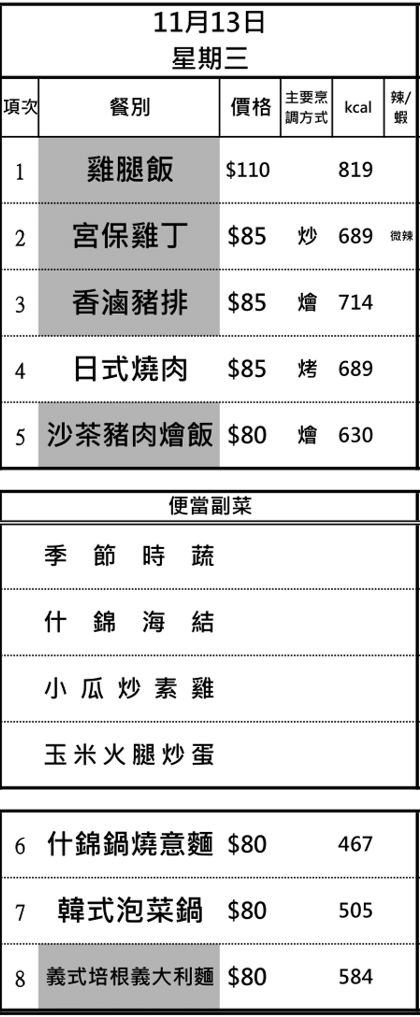 11月13日
星期三
項次 餐別 價格 主要烹調方式 kcal 辣/蝦
1 雞腿飯 $110 819
2 宮保雞丁 $85 炒 689 微辣
3 香滷豬排 $85 燴 714
4 日式燒肉 $85 烤 689
5 沙茶豬肉燴飯 $80 燴 630
便當副菜
季節時蔬
什錦海結
小瓜炒素雞
玉米火腿炒蛋
6 什錦鍋燒意麵 $80 467
7 韓式泡菜鍋 $80 505
8 義式培根義大利麵 $80 584